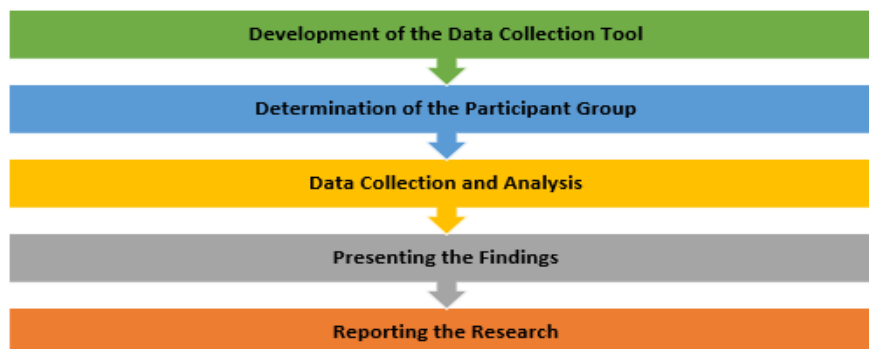 Development of the Data Collection Tool
Determination of the Participant Group
Data Collection and Analysis
Presenting the Findings
Reporting the Research